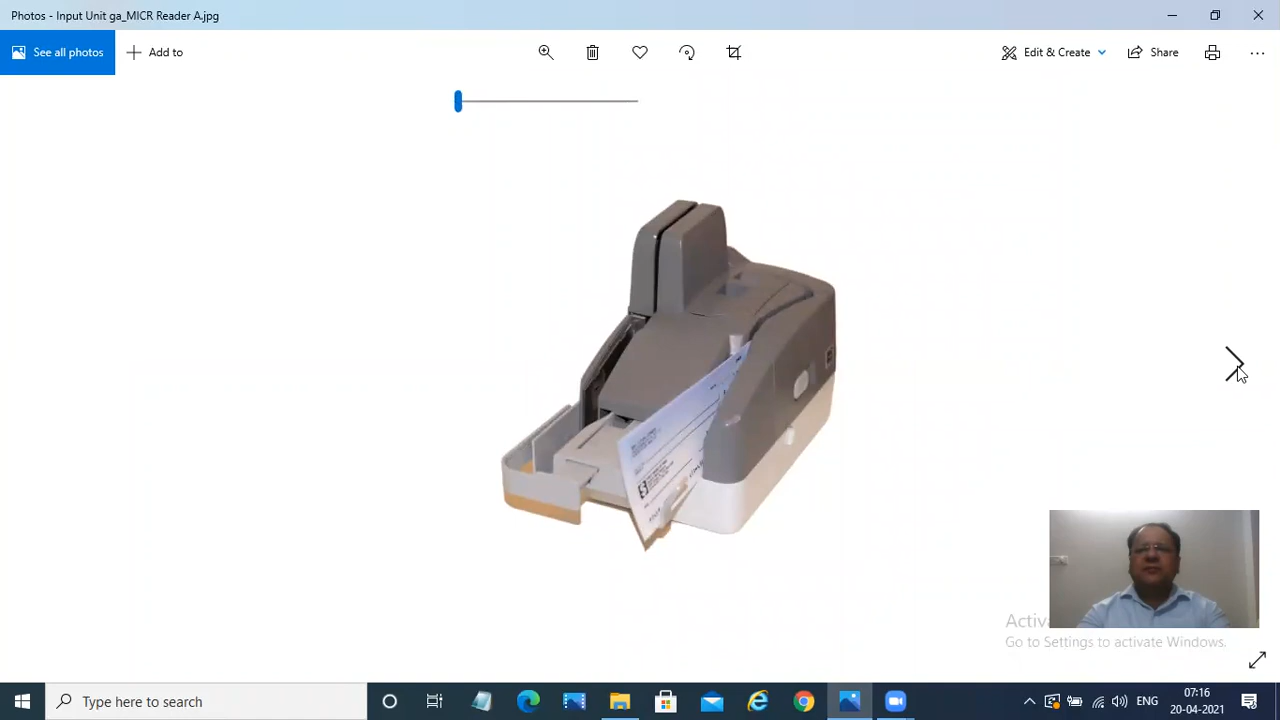 Photos - Input Unit ga_MICR Reader A.jpg
See all photos
Add to
Edit & Create
Share
Go to Settings to activate Windows.
Type here to search
ENG
07:16
20-04-2021